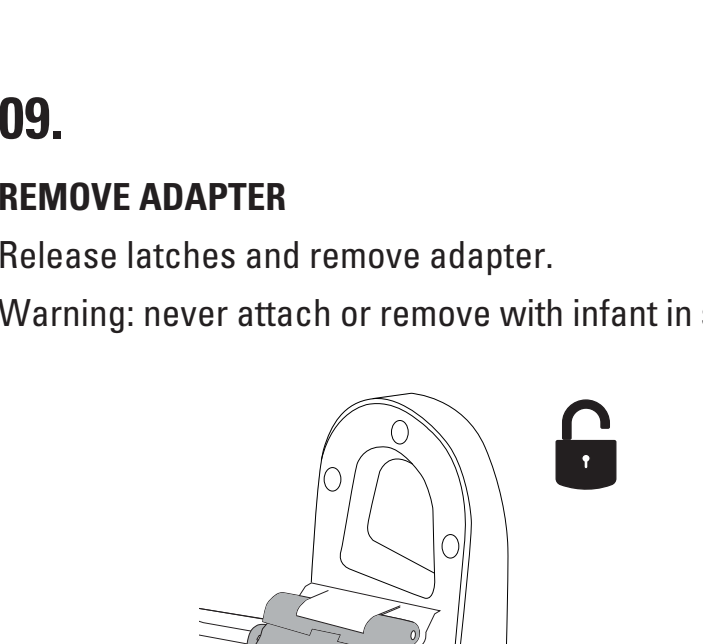 09.
REMOVE ADAPTER
Release latches and remove adapter.
Warning: never attach or remove with infant in